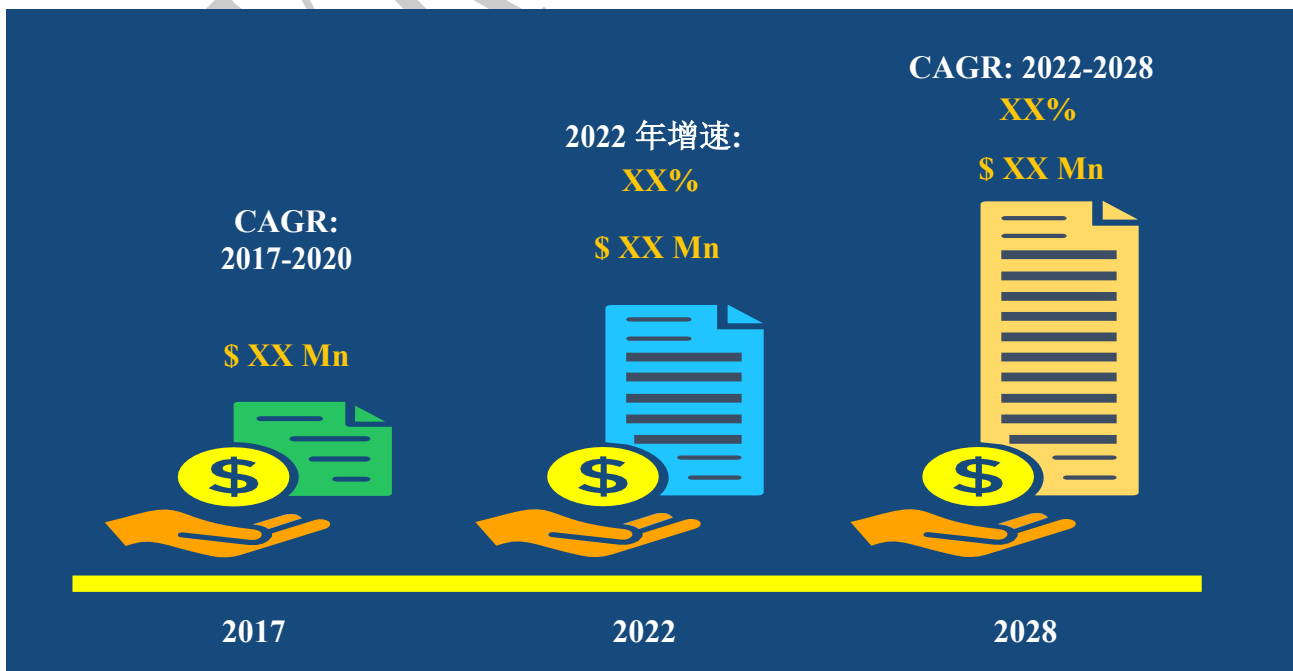 CAGR:
2017-2020
$ XX Mn
$
2017
2022 年增速:
XX%
$ XX Mn
$
2022
CAGR: 2022-2028
XX%
$ XX Mn
$
2028